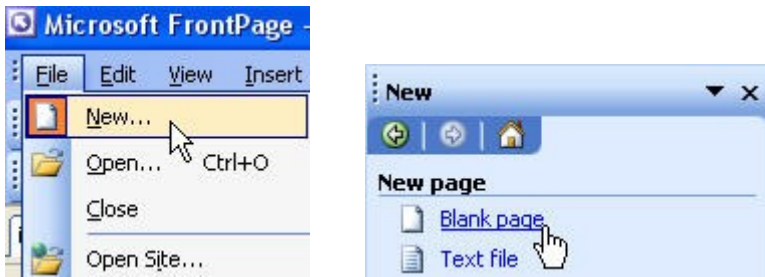 Microsoft FrontPage -
File Edit View Insert
New...
Open... Ctrl+O
Close
Open Site...
New
New page
Blank page
Text file